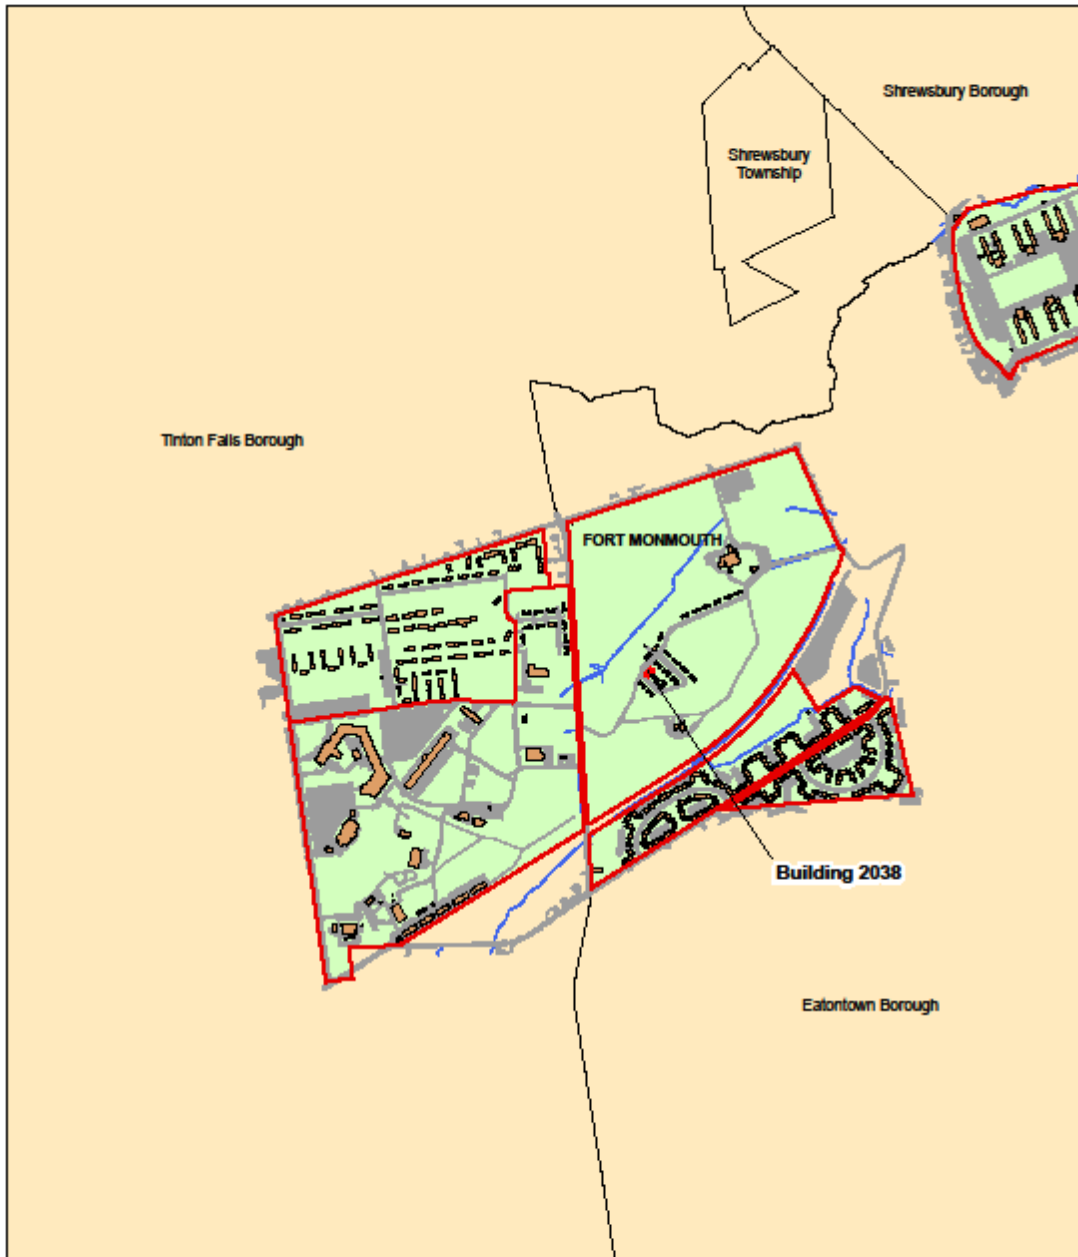 Shrewsbury Borough
Shrewsbury
Township
Tinton Falls Borough
FORT MONMOUTH
Building 2038
Eatontown Borough